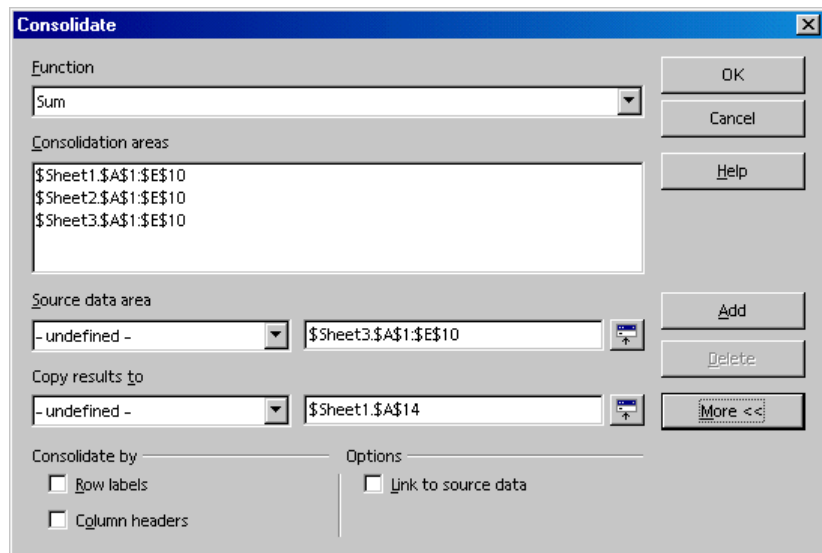 Consolidate
Function
OK
Sum
Cancel
Consolidation areas
Help
$Sheet1.$A$1:$E$10
$Sheet2.$A$1:$E$10
$Sheet3.$A$1:$E$10
Source data area
Add
- undefined -
$Sheet3.$A$1:$E$10
Delete
Copy results to
- undefined -
$Sheet1.$A$14
More <<
Consolidate by
Options
Row labels
Link to source data
Column headers